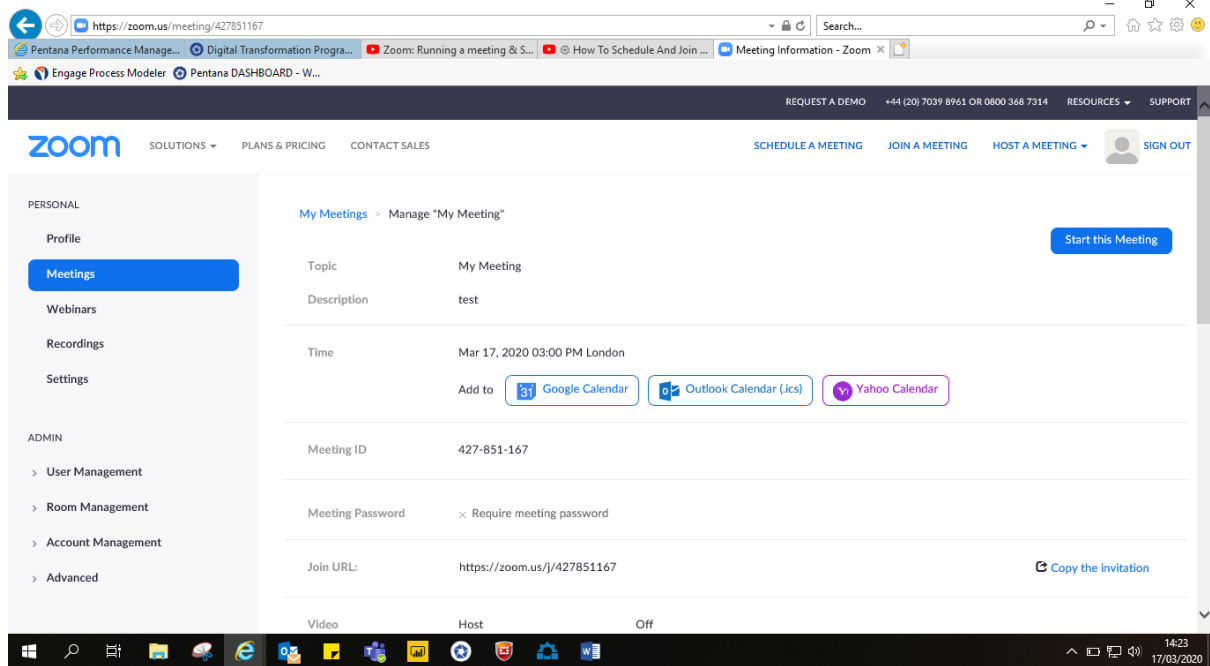 https://zoom.us/meeting/427851167
Search...
Pentana Performance Manage... Digital Transformation Progra... Zoom: Running a meeting & S... How To Schedule And Join ... Meeting Information - Zoom
Engage Process Modeler Pentana DASHBOARD - W...
REQUEST A DEMO +44 (20) 7039 8961 OR 0800 368 7314 RESOURCES SUPPORT
zoom SOLUTIONS PLANS & PRICING CONTACT SALES SCHEDULE A MEETING JOIN A MEETING HOST A MEETING SIGN OUT
PERSONAL
Profile
Meetings
Webinars
Recordings
Settings
ADMIN
User Management
Room Management
Account Management
Advanced
My Meetings > Manage "My Meeting"
Start this Meeting
Topic My Meeting
Description test
Time Mar 17, 2020 03:00 PM London
Add to 31 Google Calendar Outlook Calendar (.ics) Yahoo Calendar
Meeting ID 427-851-167
Meeting Password × Require meeting password
Join URL: https://zoom.us/j/427851167 Copy the invitation
Video Host Off
14:23
17/03/2020